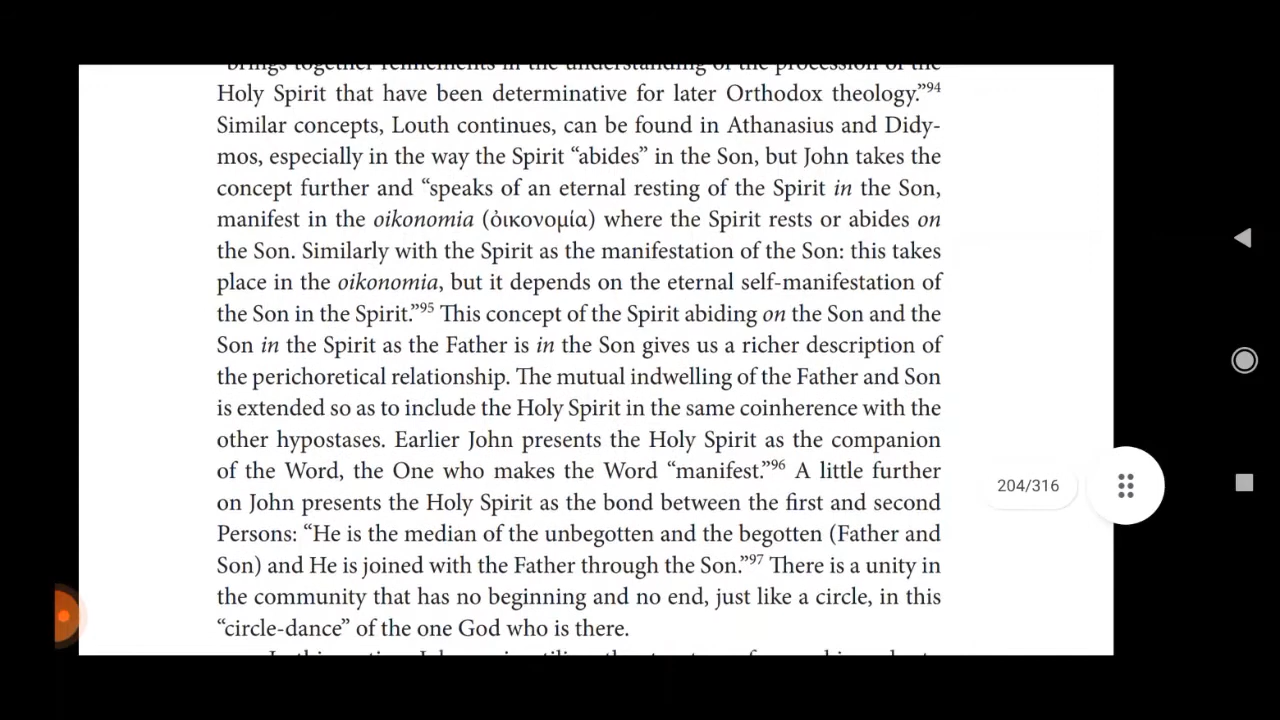 brings together refinements in the understanding of the procession of the
Holy Spirit that have been determinative for later Orthodox theology.”94
Similar concepts, Louth continues, can be found in Athanasius and Didy-
mos, especially in the way the Spirit “abides” in the Son, but John takes the
concept further and “speaks of an eternal resting of the Spirit in the Son,
manifest in the oikonomia (ὀικονομία) where the Spirit rests or abides on
the Son. Similarly with the Spirit as the manifestation of the Son: this takes
place in the oikonomia, but it depends on the eternal self-manifestation of
the Son in the Spirit.”95 This concept of the Spirit abiding on the Son and the
Son in the Spirit as the Father is in the Son gives us a richer description of
the perichoretical relationship. The mutual indwelling of the Father and Son
is extended so as to include the Holy Spirit in the same coinherence with the
other hypostases. Earlier John presents the Holy Spirit as the companion
of the Word, the One who makes the Word “manifest.”96 A little further
on John presents the Holy Spirit as the bond between the first and second
Persons: “He is the median of the unbegotten and the begotten (Father and
Son) and He is joined with the Father through the Son.”97 There is a unity in
the community that has no beginning and no end, just like a circle, in this
“circle-dance” of the one God who is there.
204/316